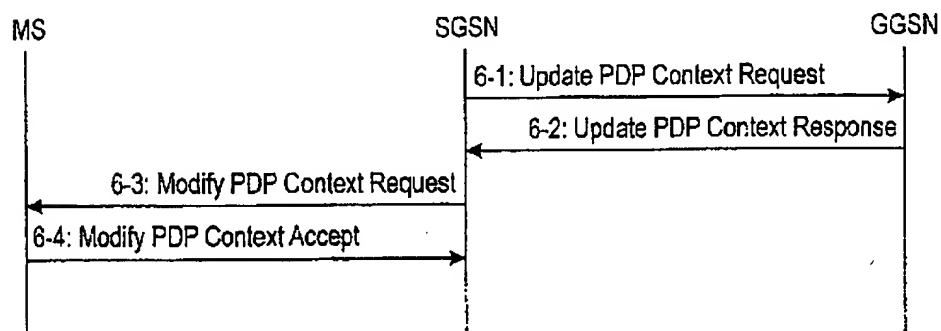 MS
SGSN
GGSN
6-1: Update PDP Context Request
6-2: Update PDP Context Response
6-3: Modify PDP Context Request
6-4: Modify PDP Context Accept